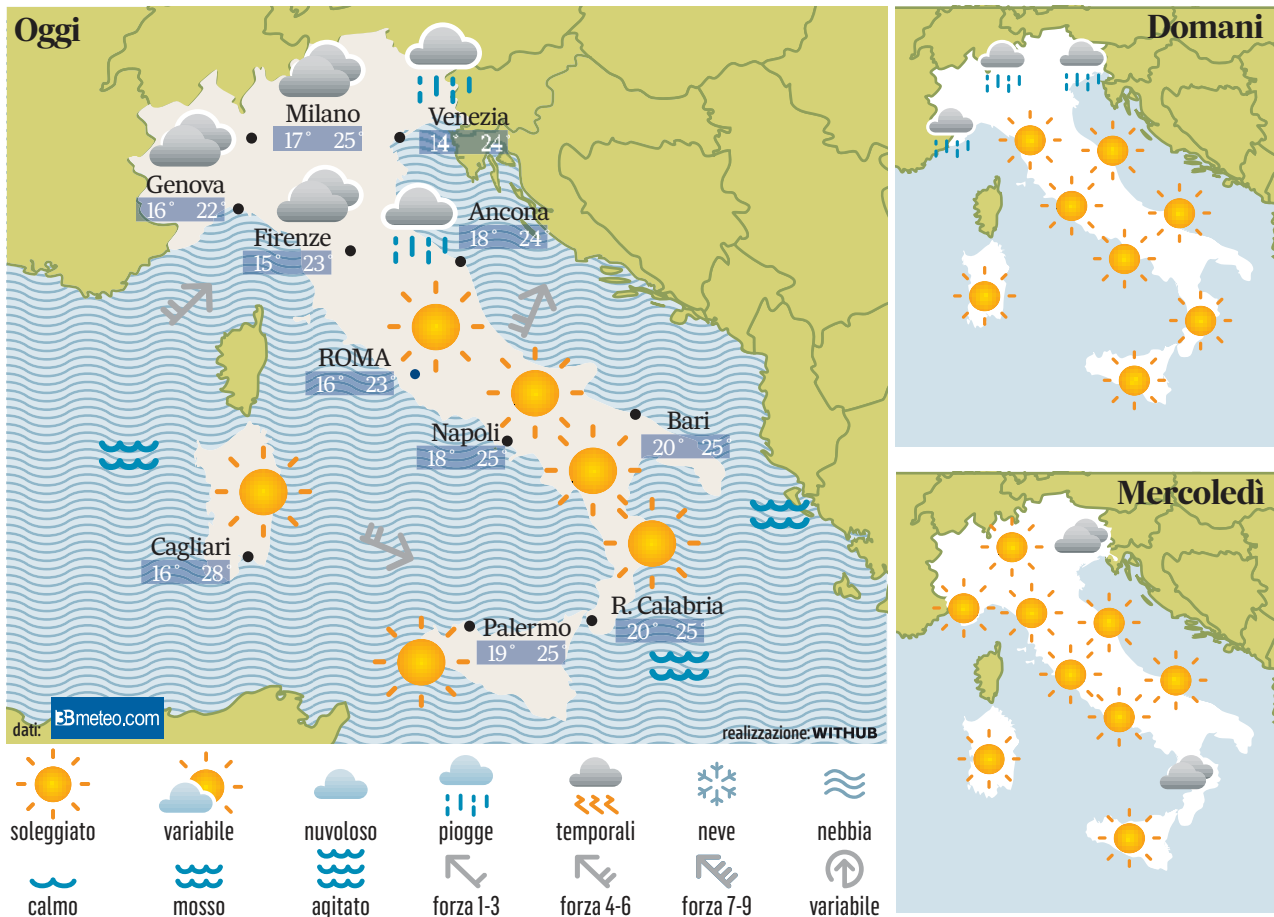 Oggi
Milano
17° 25°
Venezia
14° 24
Genova
16° 22°
Firenze
15° 23°
Ancona
18° 24°
ROMA
16° 23°
Napoli
18° 25°
Bari
20° 25°
Cagliari
16° 28°
Palermo
19° 25°
R. Calabria
20° 25°
dati: 3Bmeteo.com
realizzazione: WITHUB
Domani
Mercoledì
soleggiato
variabile
nuvoloso
piogge
temporali
neve
nebbia
calmo
mosso
agitato
forza 1-3
forza 4-6
forza 7-9
variabile